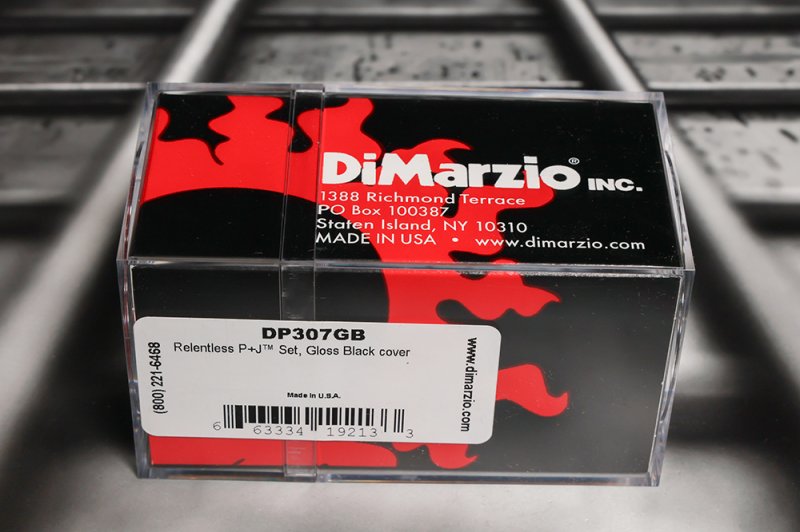 DiMarzio® INC.
1388 Richmond Terrace
PO Box 100387
Staten Island, NY 10310
MADE IN USA • www.dimarzio.com
DP307GB
Relentless P+J™ Set, Gloss Black cover
(800) 221-6468
www.dimarzio.com
Made in U.S.A.
6 63334 19213 3